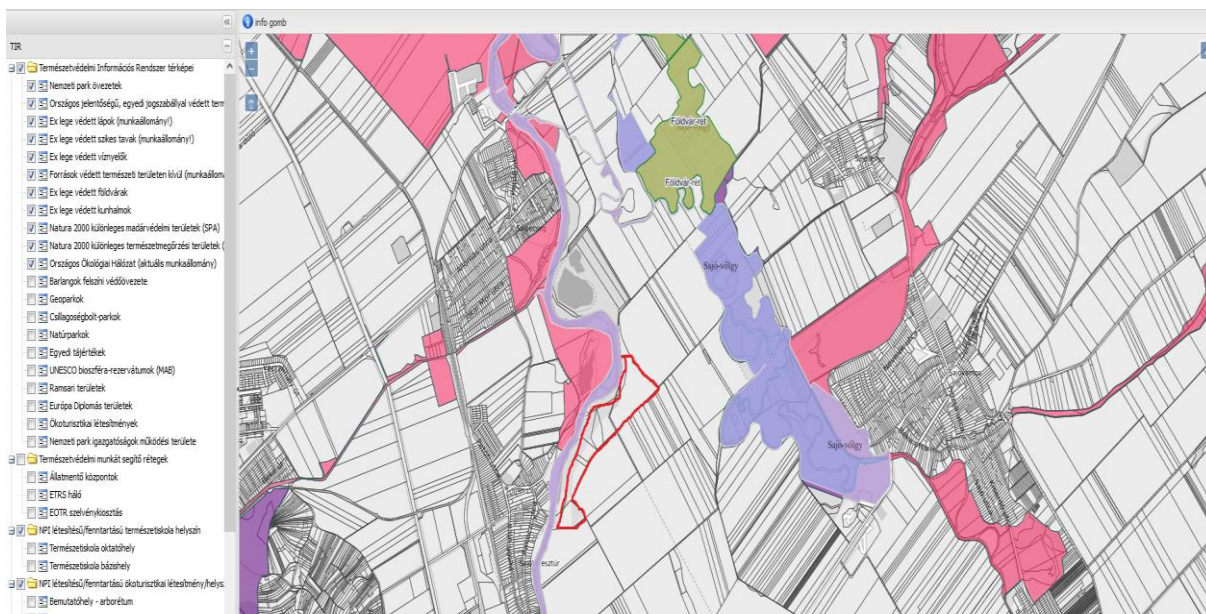 info gomb
TIR
Természetvédelmi Információs Rendszer térképei
Nemzeti park övezetek
Országos jelentőségű, egyedi jogszabállyal védett term
Ex lege védett lápok (munkaállomány!)
Ex lege védett szikes tavak (munkaállomány!)
Ex lege védett víznyelők
Források védett természeti területen kívül (munkaálloma
Ex lege védett földvárak
Ex lege védett kunhalmok
Natura 2000 különleges madárvédelmi területek (SPA)
Natura 2000 különleges természetmegőrzési területek (
Országos Ökológiai Hálózat (aktuális munkaállomány)
Barlangok felszíni védőövezete
Geoparkok
Csillagoségbolt-parkok
Natúrparkok
Egyedi tájértékek
UNESCO bioszféra-rezervátumok (MAB)
Ramsari területek
Európa Diplomás területek
Ökoturisztikai létesítmények
Nemzeti park igazgatóságok működési területe
Természetvédelmi munkát segítő rétegek
Állatmentő központok
ETRS háló
EOTR szelvénykiosztás
NPI létesítésű/fenntartású természetiskola helyszín
Természetiskola oktatóhely
Természetiskola bázishely
NPI létesítésű/fenntartású ökoturisztikai létesítmény/helysz
Bemutatóhely - arborétum
Földvár-ret
Földvár-ret
Sajó-völgy
Sajó-völgy